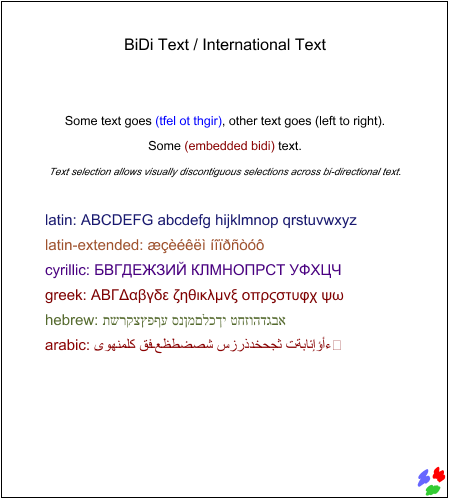 BiDi Text / International Text
Some text goes (tfel ot thgir), other text goes (left to right).
Some (embedded bidi) text.
Text selection allows visually discontiguous selections across bi-directional text.
latin: ABCDEFG abcdefg hijklmnop qrstuvwxyz
latin-extended: æçèéêëì íîïðñòóô
cyrillic: БВГДЕЖЗИЙ КЛМНОПРСТ УФХЦЧ
greek: ΑΒΓΔαβγδε ζηθικλμνξ οπρςστυφχ ψω
hebrew: אבגדהוזחט יךכלםמןנס עףפץצקרשת
arabic: ءأؤإئابةت ثجحخدذرزس شصضطظعـفق كلمنهوى